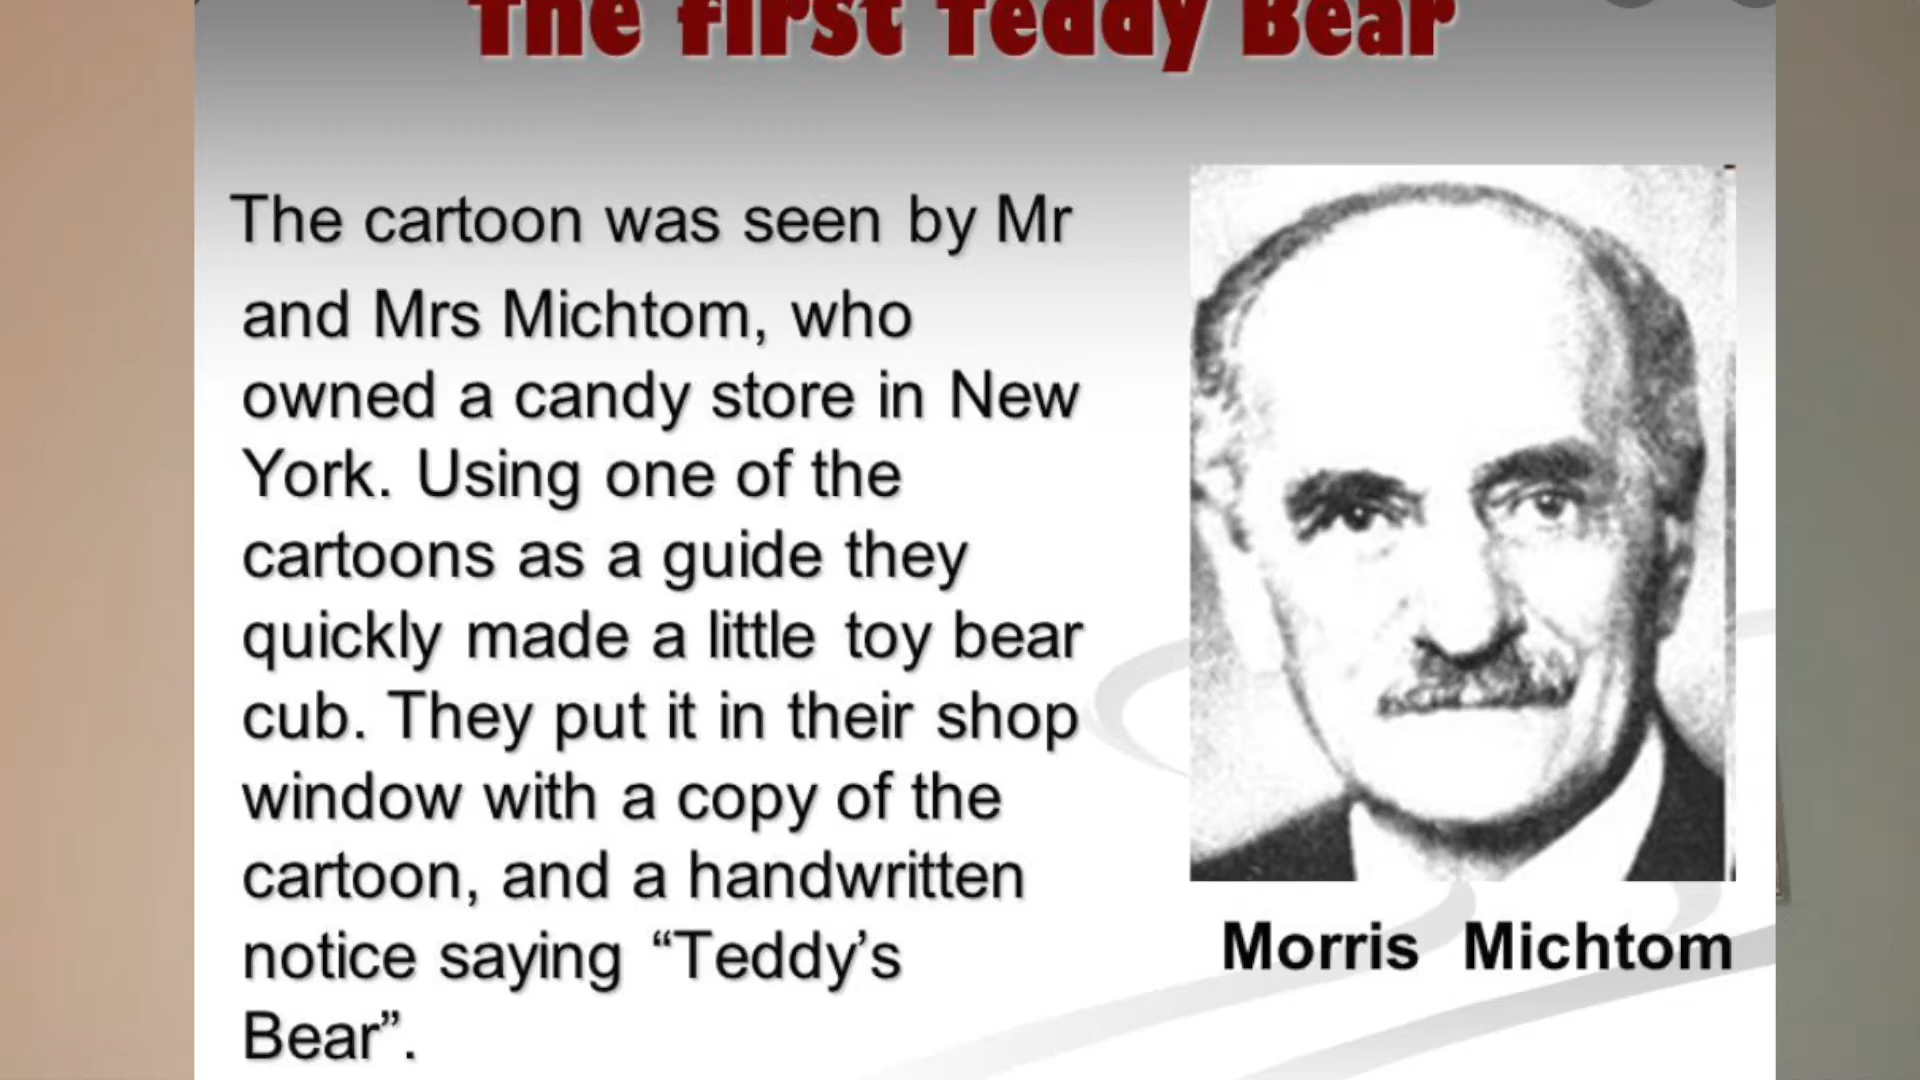 The First Teddy Bear
The cartoon was seen by Mr
and Mrs Michtom, who
owned a candy store in New
York. Using one of the
cartoons as a guide they
quickly made a little toy bear
cub. They put it in their shop
window with a copy of the
cartoon, and a handwritten
notice saying “Teddy’s
Bear”.
Morris Michtom